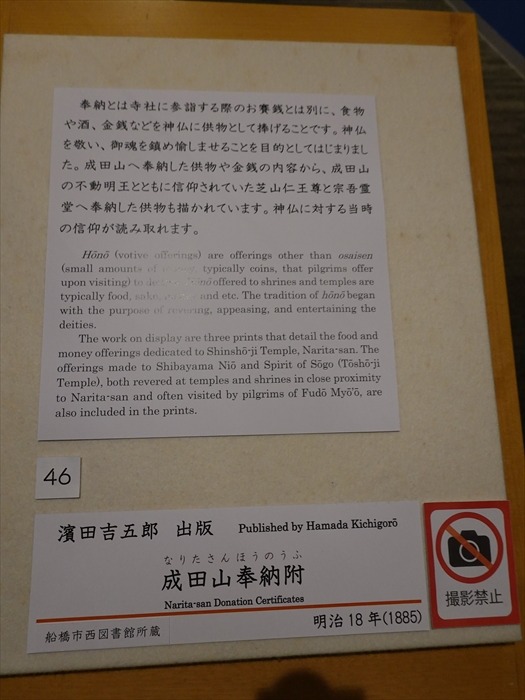 奉納とは寺社に参詣する際のお賽銭とは別に、食物
や酒、金銭などを神仏に供物として捧げることです。神仏
を敬い、御魂を鎮め愉しませることを目的としてはじまりまし
た。成田山へ奉納した供物や金銭の内容から、成田山
の不動明王とともに信仰されていた芝山仁王尊と宗吾霊
堂へ奉納した供物も描かれています。神仏に対する当時
の信仰が読み取れます。
Hōnō (votive offerings) are offerings other than osaisen
(small amounts of typically coins, that pilgrims offer
upon visiting) to offered to shrines and temples are
typically food, and etc. The tradition of hōnō began
with the purpose of appeasing, and entertaining the
deities.
The work on display are three prints that detail the food and
money offerings dedicated to Shinshō-ji Temple, Narita-san. The
offerings made to Shibayama Niō and Spirit of Sōgo (Tōshō-ji
Temple), both revered at temples and shrines in close proximity
to Narita-san and often visited by pilgrims of Fudō Myō'ō, are
also included in the prints.
46
濱田吉五郎 出版 Published by Hamada Kichigorō
なりたさんほうのうふ
成田山奉納附
Narita-san Donation Certificates
船橋市西図書館所蔵 明治18年(1885)
撮影禁止